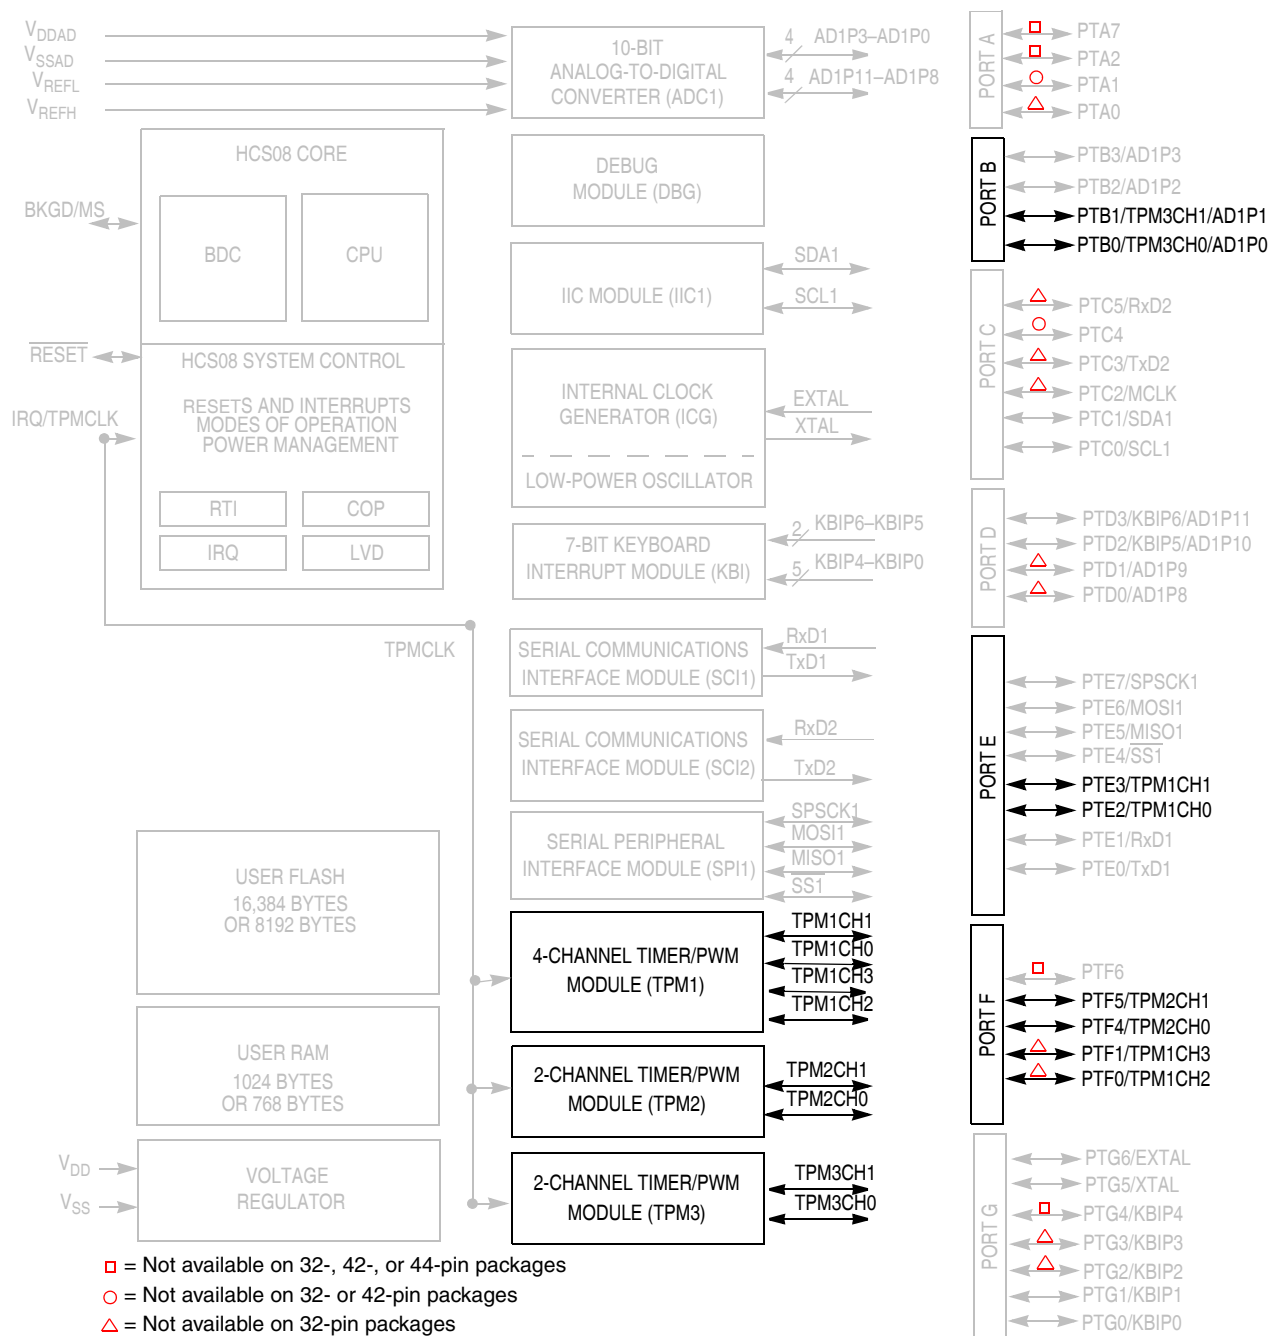 VDDAD
VSSAD
VREFL
VREFH
10-BIT
ANALOG-TO-DIGITAL
CONVERTER (ADC1)
4 AD1P3–AD1P0
4 AD1P11–AD1P8
PORT A
PTA7
PTA2
PTA1
PTA0
HCS08 CORE
BDC
CPU
BKGD/MS
DEBUG
MODULE (DBG)
PORT B
PTB3/AD1P3
PTB2/AD1P2
PTB1/TPM3CH1/AD1P1
PTB0/TPM3CH0/AD1P0
IIC MODULE (IIC1)
SDA1
SCL1
PORT C
PTC5/RxD2
PTC4
PTC3/TxD2
PTC2/MCLK
PTC1/SDA1
PTC0/SCL1
RESET
HCS08 SYSTEM CONTROL
RESETS AND INTERRUPTS
MODES OF OPERATION
POWER MANAGEMENT
IRQ/TPMCLK
RTI
COP
IRQ
LVD
INTERNAL CLOCK
GENERATOR (ICG)
LOW-POWER OSCILLATOR
EXTAL
XTAL
7-BIT KEYBOARD
INTERRUPT MODULE (KBI)
2 KBIP6–KBIP5
5 KBIP4–KBIP0
PORT D
PTD3/KBIP6/AD1P11
PTD2/KBIP5/AD1P10
PTD1/AD1P9
PTD0/AD1P8
TPMCLK
SERIAL COMMUNICATIONS
INTERFACE MODULE (SCI1)
RxD1
TxD1
SERIAL COMMUNICATIONS
INTERFACE MODULE (SCI2)
RxD2
TxD2
PORT E
PTE7/SPSCK1
PTE6/MOSI1
PTE5/MISO1
PTE4/SS1
PTE3/TPM1CH1
PTE2/TPM1CH0
PTE1/RxD1
PTE0/TxD1
SERIAL PERIPHERAL
INTERFACE MODULE (SPI1)
SPSCK1
MOSI1
MISO1
SS1
USER FLASH
16,384 BYTES
OR 8192 BYTES
4-CHANNEL TIMER/PWM
MODULE (TPM1)
TPM1CH1
TPM1CH0
TPM1CH3
TPM1CH2
PORT F
PTF6
PTF5/TPM2CH1
PTF4/TPM2CH0
PTF1/TPM1CH3
PTF0/TPM1CH2
USER RAM
1024 BYTES
OR 768 BYTES
2-CHANNEL TIMER/PWM
MODULE (TPM2)
TPM2CH1
TPM2CH0
VDD
VSS
VOLTAGE
REGULATOR
2-CHANNEL TIMER/PWM
MODULE (TPM3)
TPM3CH1
TPM3CH0
PORT G
PTG6/EXTAL
PTG5/XTAL
PTG4/KBIP4
PTG3/KBIP3
PTG2/KBIP2
PTG1/KBIP1
PTG0/KBIP0
= Not available on 32-, 42-, or 44-pin packages
= Not available on 32- or 42-pin packages
= Not available on 32-pin packages